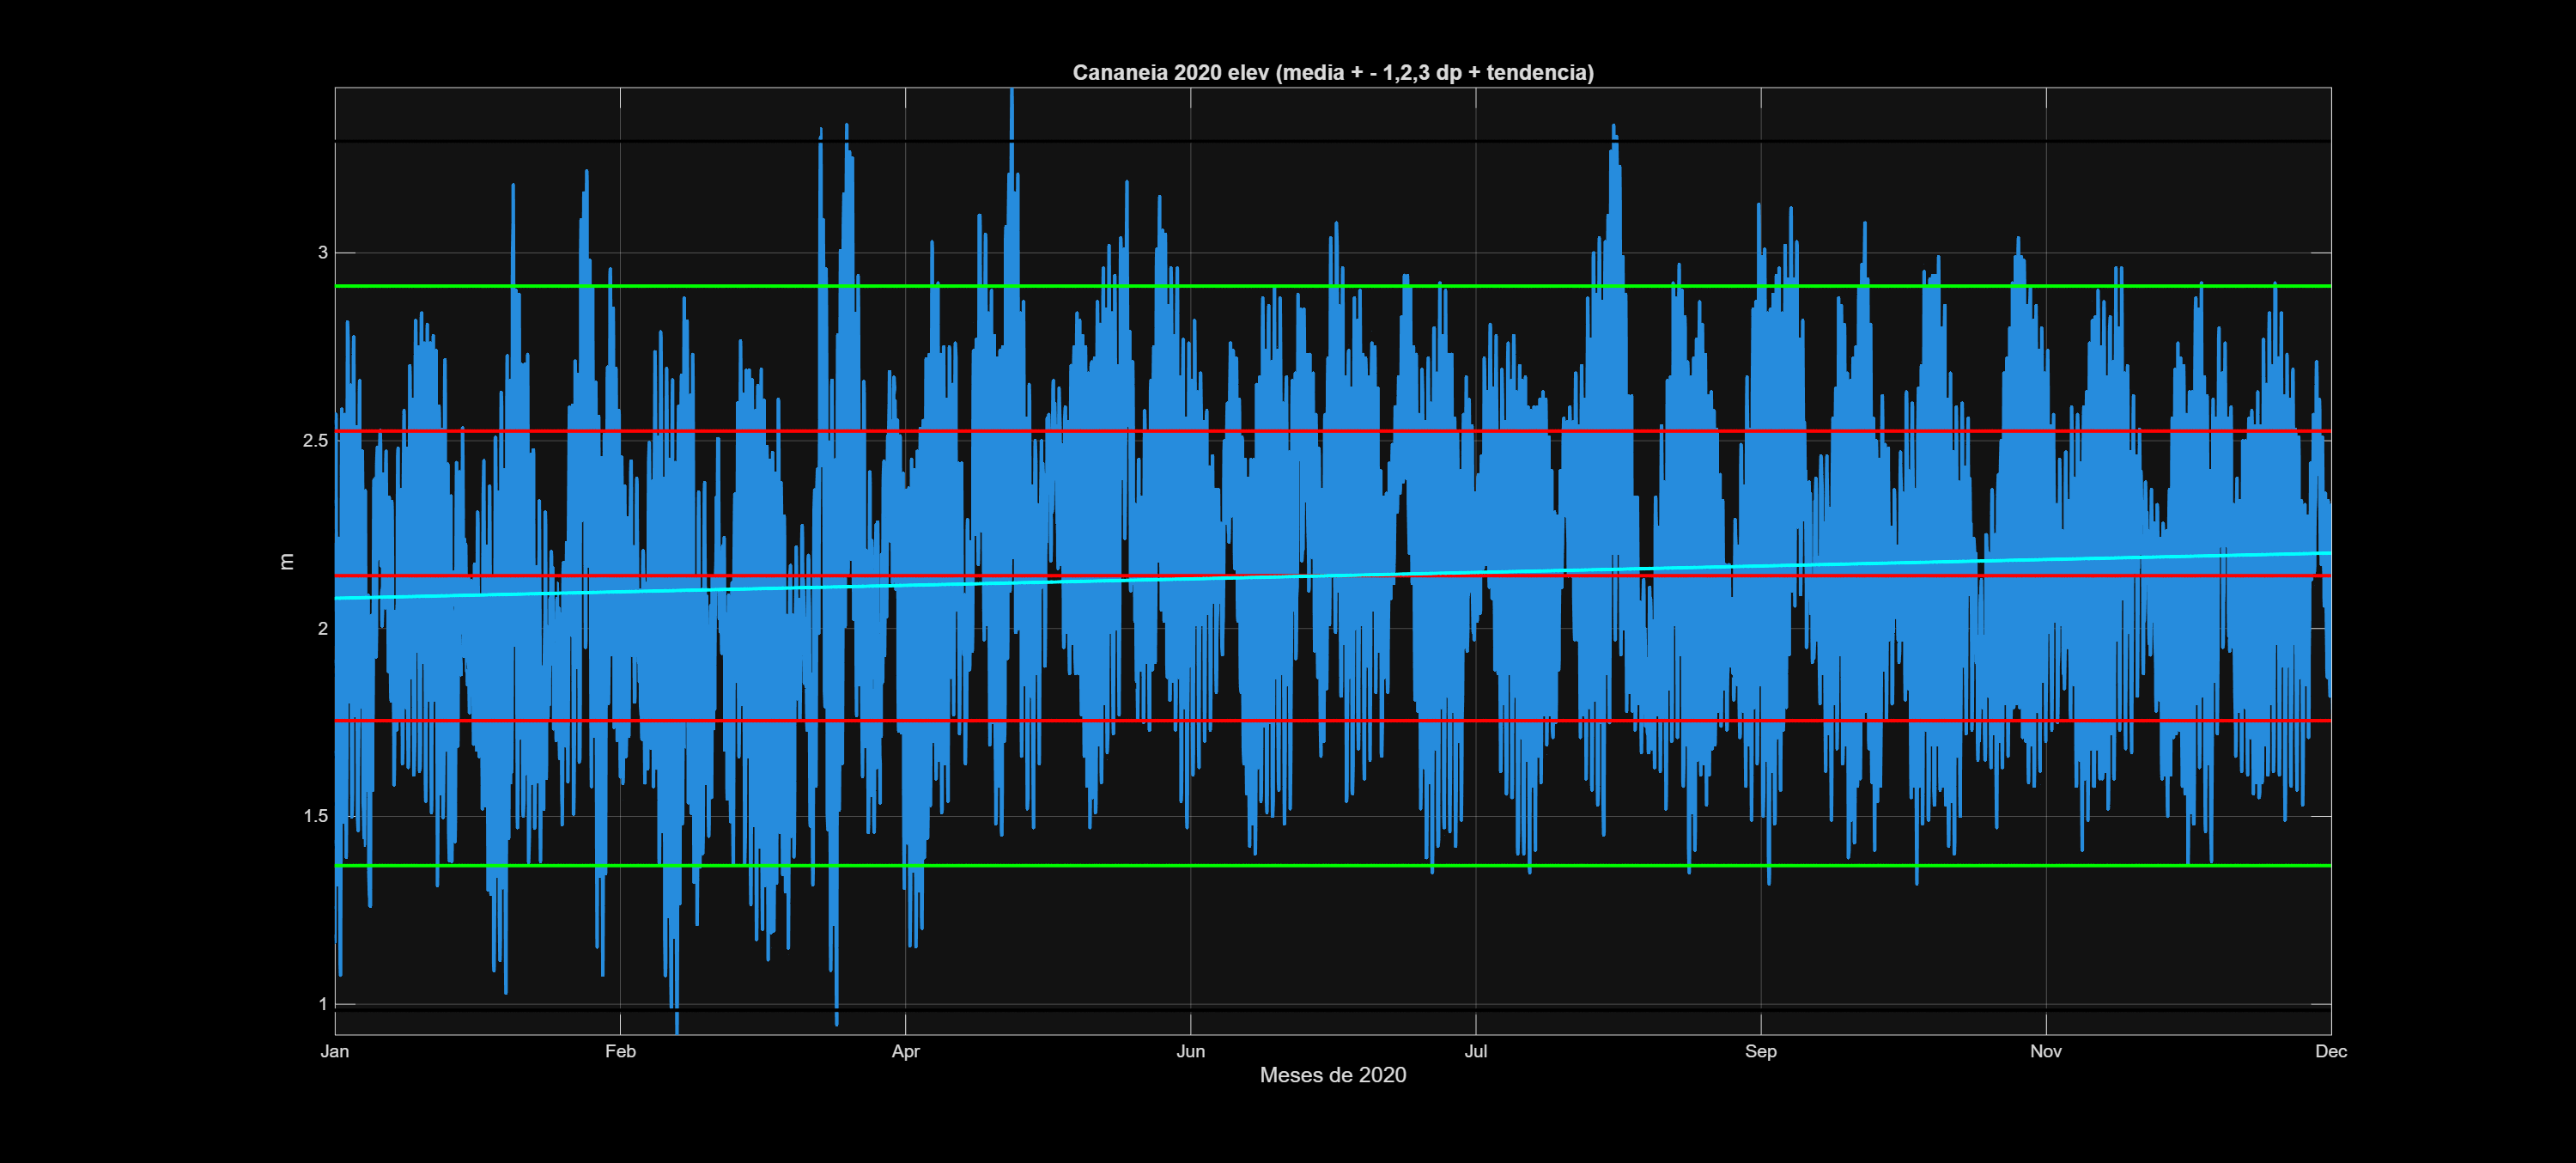 Cananeia 2020 elev (media + - 1,2,3 dp + tendencia)
m
3
2.5
2
1.5
1
Jan Feb Apr Jun Jul Sep Nov Dec
Meses de 2020